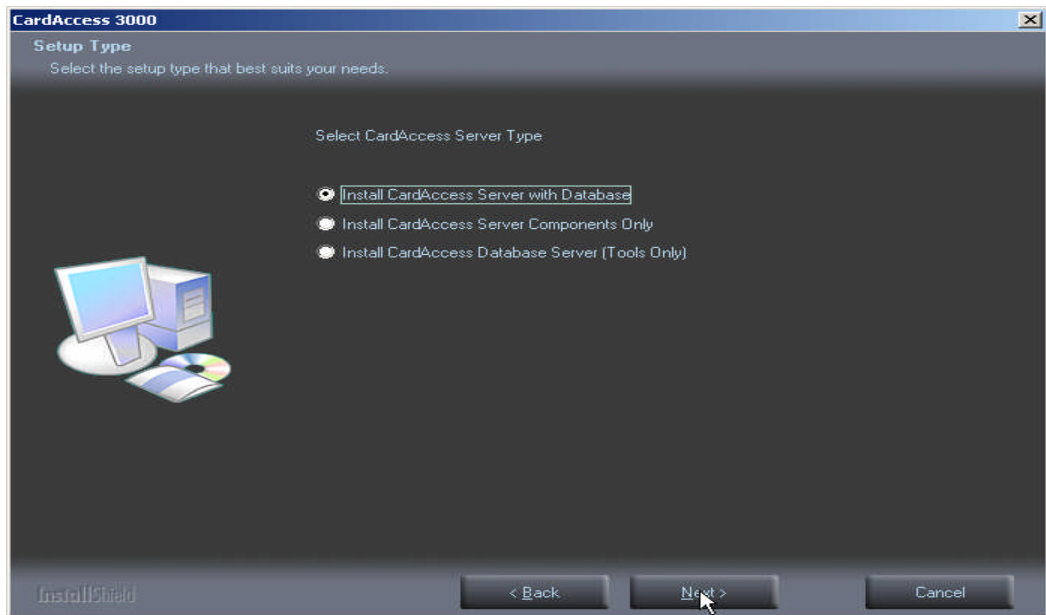 CardAccess 3000
Setup Type
Select the setup type that best suits your needs.
Select CardAccess Server Type
Install CardAccess Server with Database
Install CardAccess Server Components Only
Install CardAccess Database Server (Tools Only)
InstallShield
< Back
Next >
Cancel